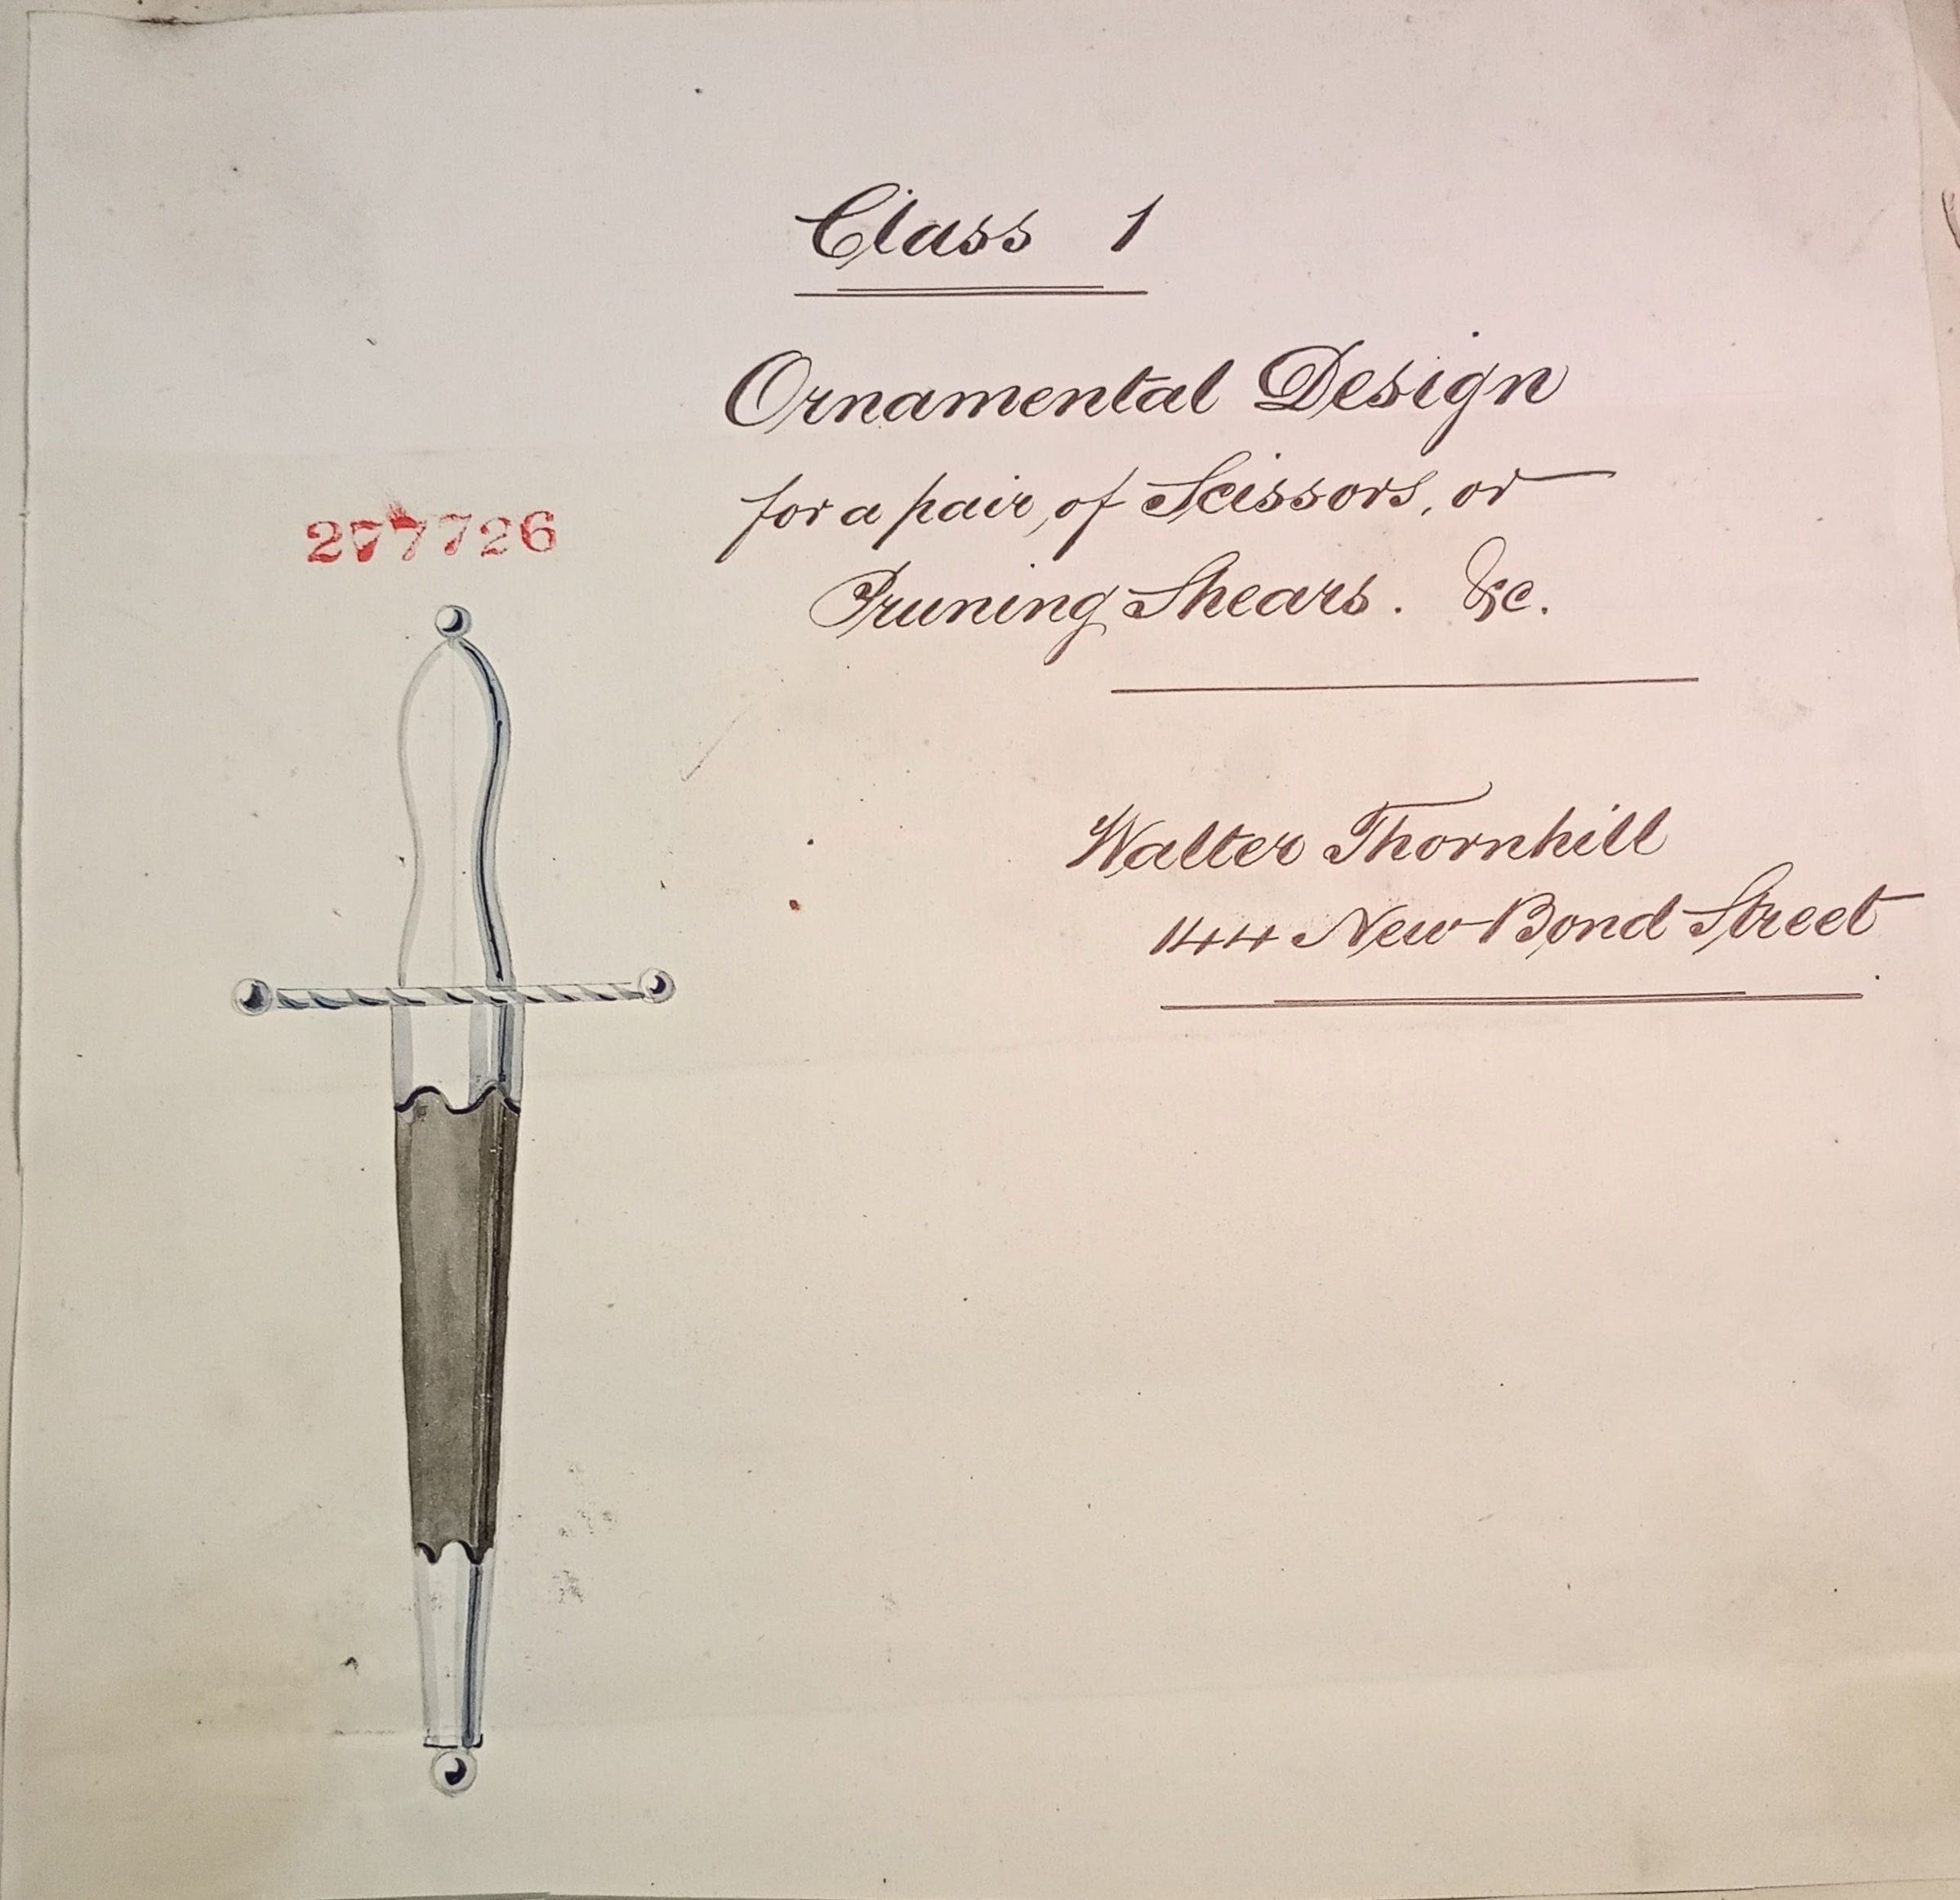 Class 1
Ornamental Design
for a pair, of Scissors, or
277726
Pruning Shears. &c.
Walter Thornhill
144 New Bond Street